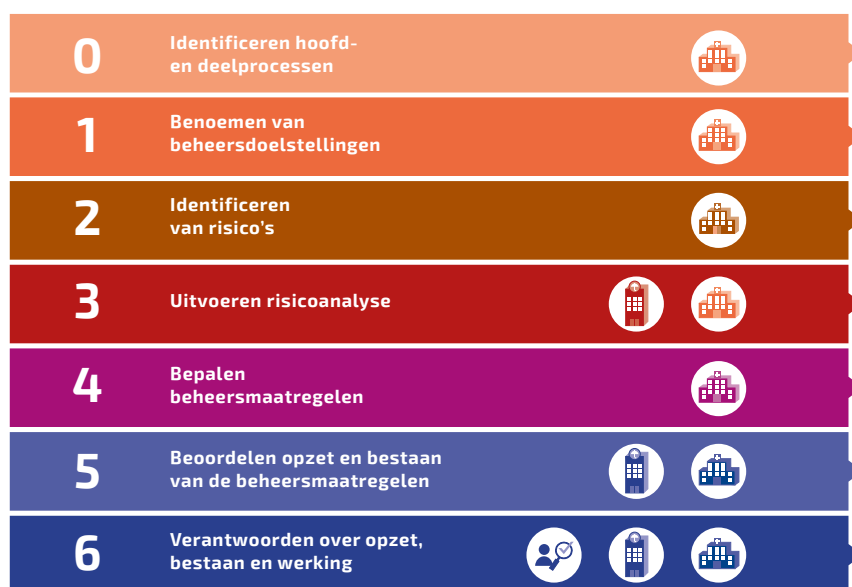 0
Identificeren hoofd-
en deelprocessen
1
Benoemen van
beheersdoelstellingen
2
Identificeren
van risico's
3
Uitvoeren risicoanalyse
4
Bepalen
beheersmaatregelen
5
Beoordelen opzet en bestaan
van de beheersmaatregelen
6
Verantwoorden over opzet,
bestaan en werking